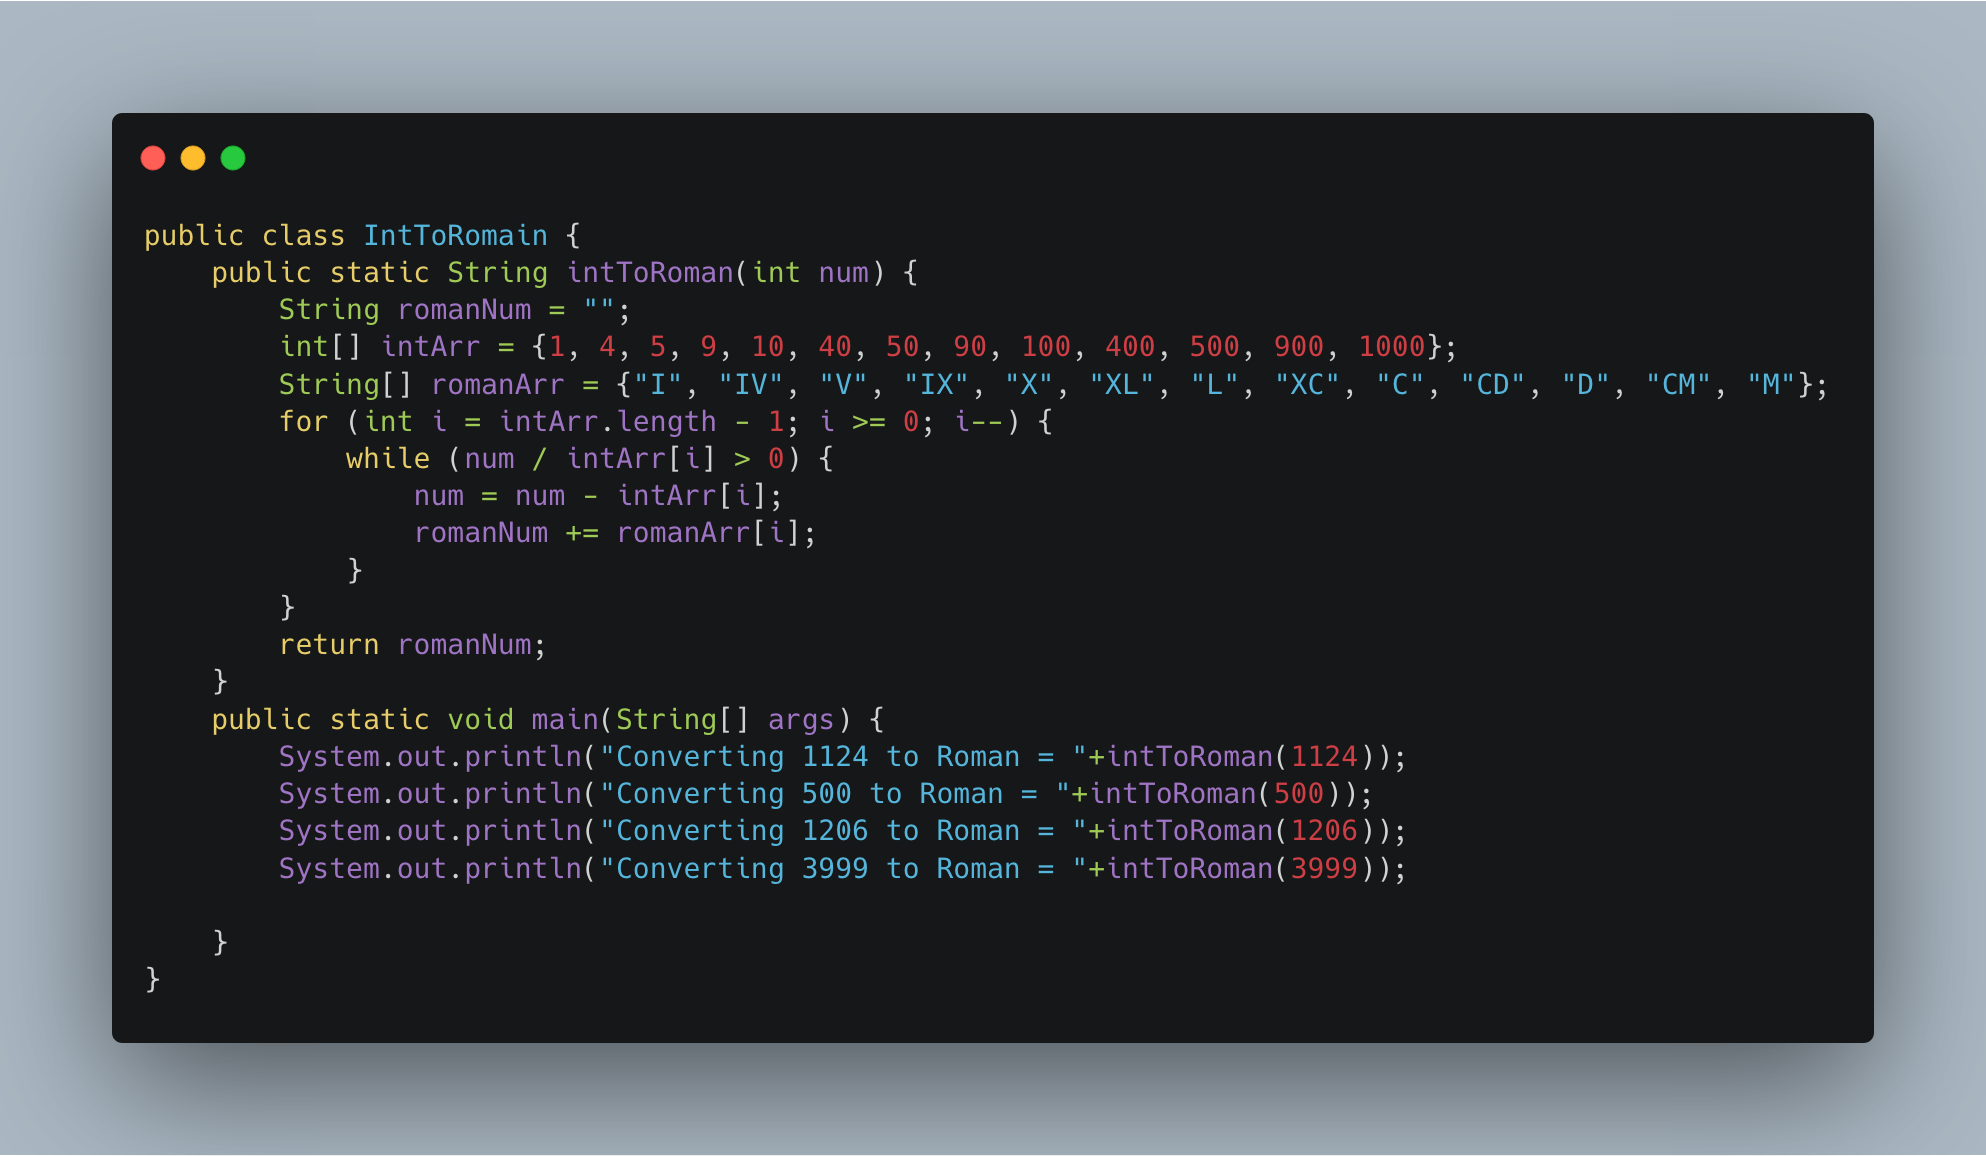 public class IntToRomain {
    public static String intToRoman(int num) {
        String romanNum = "";
        int[] intArr = {1, 4, 5, 9, 10, 40, 50, 90, 100, 400, 500, 900, 1000};
        String[] romanArr = {"I", "IV", "V", "IX", "X", "XL", "L", "XC", "C", "CD", "D", "CM", "M"};
        for (int i = intArr.length - 1; i >= 0; i--) {
            while (num / intArr[i] > 0) {
                num = num - intArr[i];
                romanNum += romanArr[i];
            }
        }
        return romanNum;
    }
    public static void main(String[] args) {
        System.out.println("Converting 1124 to Roman = "+intToRoman(1124));
        System.out.println("Converting 500 to Roman = "+intToRoman(500));
        System.out.println("Converting 1206 to Roman = "+intToRoman(1206));
        System.out.println("Converting 3999 to Roman = "+intToRoman(3999));

    }
}